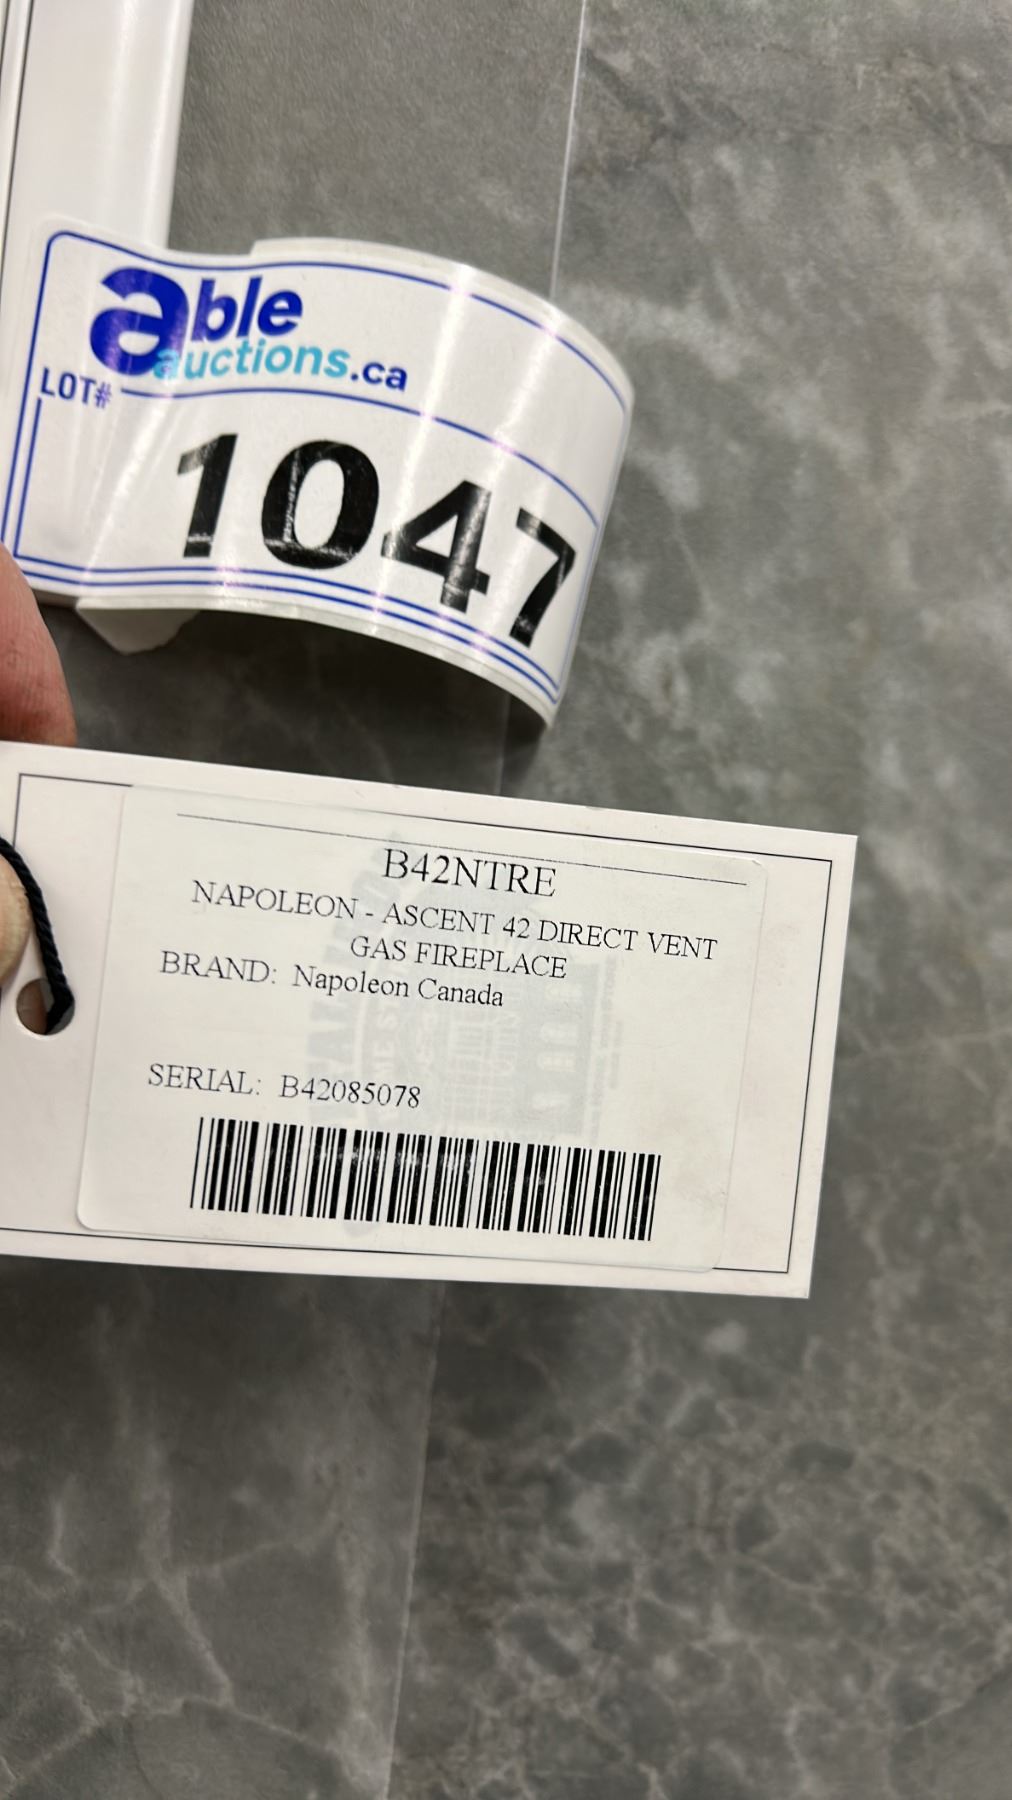 able
auctions.ca
LOT#
1047
B42NTRE
NAPOLEON - ASCENT 42 DIRECT VENT
GAS FIREPLACE
BRAND: Napoleon Canada
SERIAL: B42085078